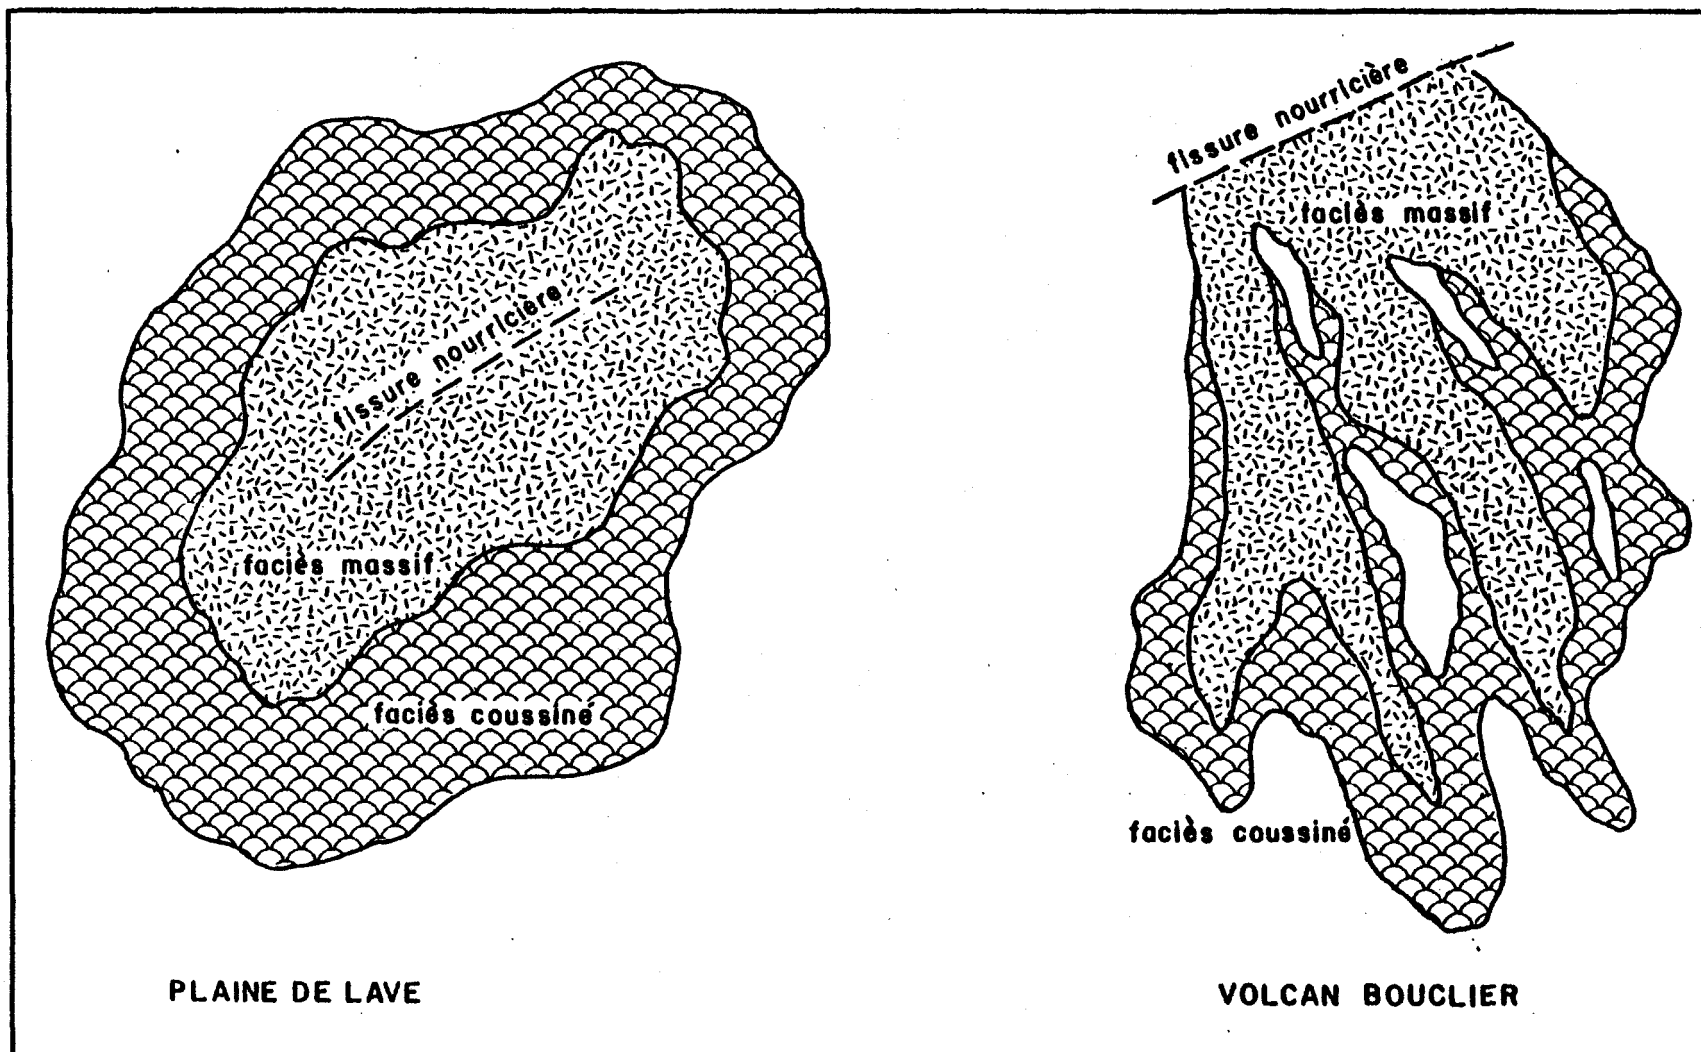 fissure nourricière
faciès massif
faciès coussiné
PLAINE DE LAVE
fissure nourricière
faciès massif
faciès coussiné
VOLCAN BOUCLIER